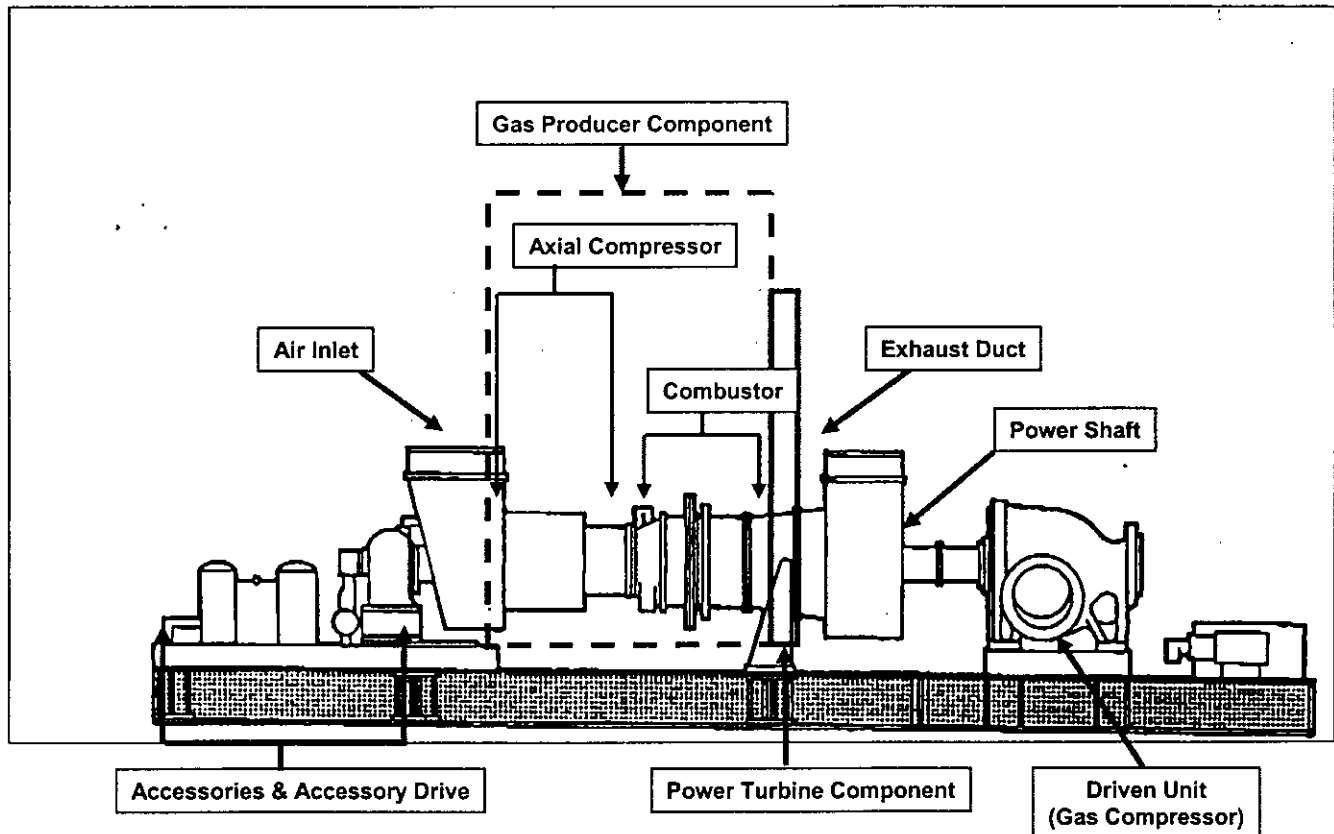 Gas Producer Component
Axial Compressor
Air Inlet
Exhaust Duct
Combustor
Power Shaft
Accessories & Accessory Drive
Power Turbine Component
Driven Unit
(Gas Compressor)